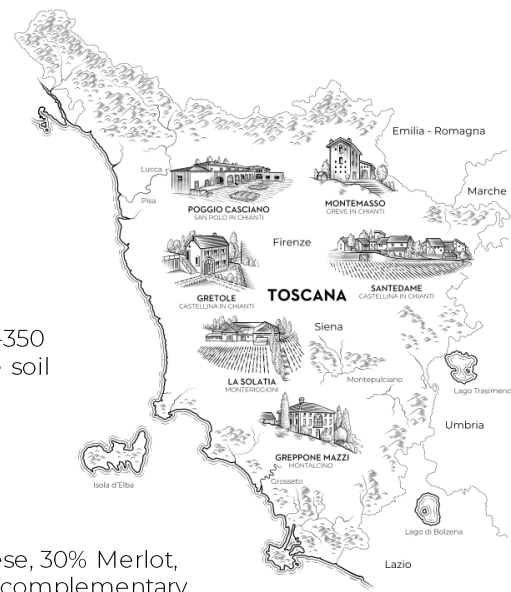 Emilia - Romagna
Lucca
Marche
Pisa
POGGIO CASCIANO
SAN POLO IN CHIANTI
MONTEMASSO
GREVE IN CHIANTI
Firenze
GRETOLE
CASTELLINA IN CHIANTI
TOSCANA
SANTEDAME
CASTELLINA IN CHIANTI
Siena
-350
soil
LA SOLATIA
MONTERIGGIONI
Montepulciano
Lago Trasimeno
Umbria
GREPPONE MAZZI
MONTALCINO
Isola d'Elba
Grosseto
Lago di Bolzena
Lazio
30% Merlot,
complementary